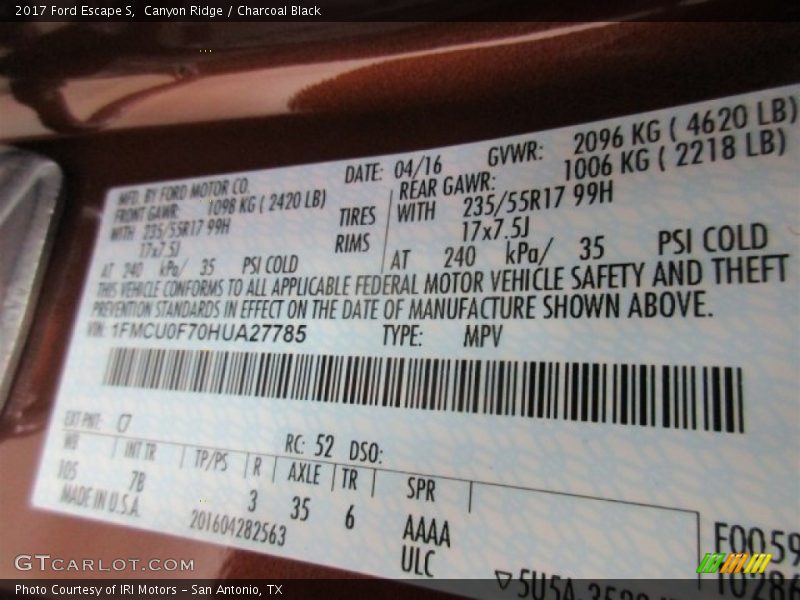 2017 Ford Escape S, Canyon Ridge / Charcoal Black
MFD. BY FORD MOTOR CO. DATE: 04/16 GVWR: 2096 KG ( 4620 LB)
FRONT GAWR: 1098 KG ( 2420 LB) REAR GAWR: 1006 KG ( 2218 LB)
WITH 235/55R17 99H TIRES WITH 235/55R17 99H
17x7.5J RIMS 17x7.5J
AT 240 kPa/ 35 PSI COLD AT 240 kPa/ 35 PSI COLD
THIS VEHICLE CONFORMS TO ALL APPLICABLE FEDERAL MOTOR VEHICLE SAFETY AND THEFT
PREVENTION STANDARDS IN EFFECT ON THE DATE OF MANUFACTURE SHOWN ABOVE.
VIN: 1FMCU0F70HUA27785 TYPE: MPV
EXT PNT: C7 RC: 52 DSO:
WB INT TR TP/PS R AXLE TR SPR
105 7B 3 35 6 AAAA
MADE IN U.S.A. 201604282563 ULC
F0059
5U5A
GTCARLOT.COM
Photo Courtesy of IRI Motors – San Antonio, TX